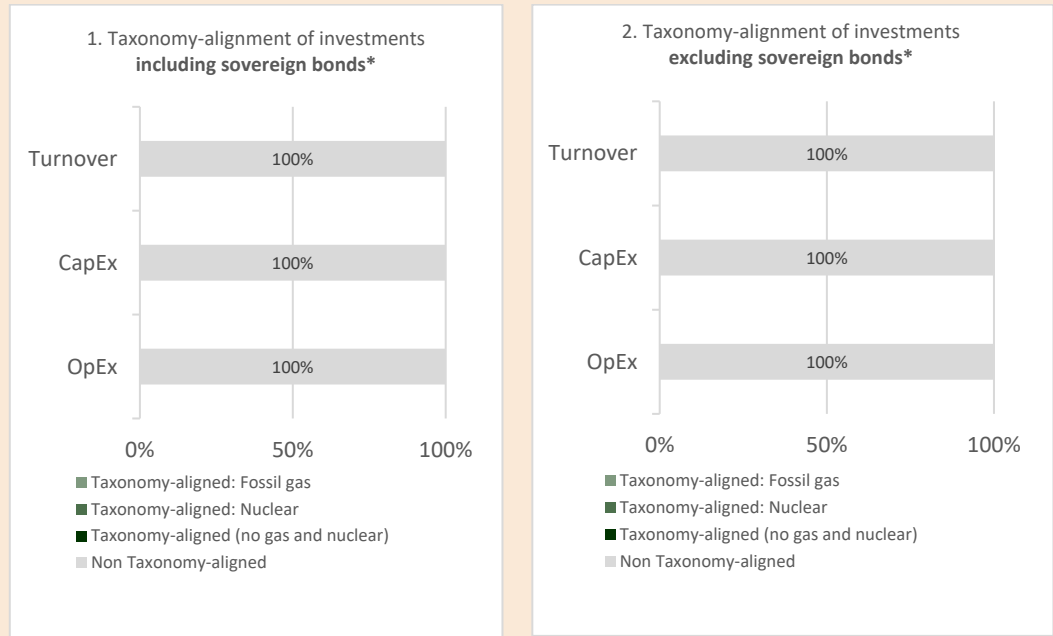 1. Taxonomy-alignment of investments
including sovereign bonds*
Turnover
100%
CapEx
100%
OpEx
100%
0% 50% 100%
Taxonomy-aligned: Fossil gas
Taxonomy-aligned: Nuclear
Taxonomy-aligned (no gas and nuclear)
Non Taxonomy-aligned
2. Taxonomy-alignment of investments
excluding sovereign bonds*
Turnover
100%
CapEx
100%
OpEx
100%
0% 50% 100%
Taxonomy-aligned: Fossil gas
Taxonomy-aligned: Nuclear
Taxonomy-aligned (no gas and nuclear)
Non Taxonomy-aligned